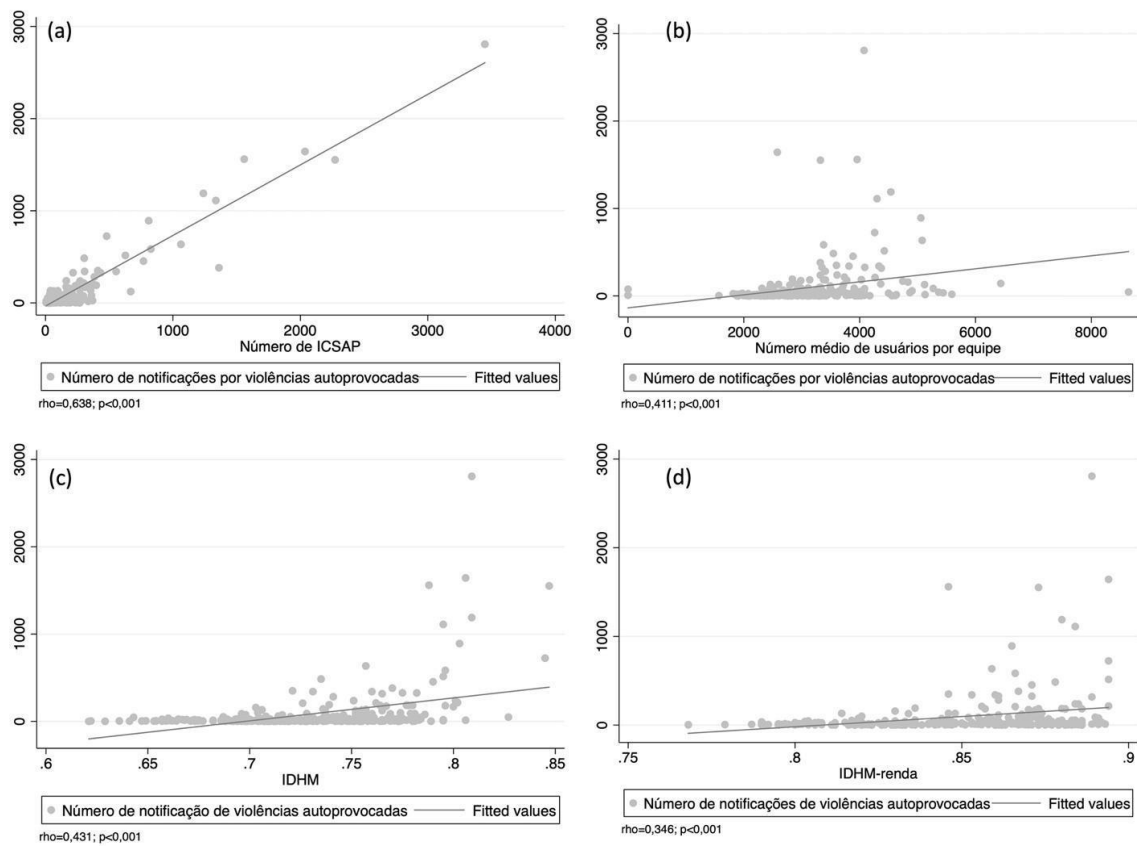 (a)
3000
2000
1000
0
0 1000 2000 3000 4000
Número de ICSAP
Número de notificações por violências autoprovocadas Fitted values
rho=0,638; p<0,001
(b)
3000
2000
1000
0
0 2000 4000 6000 8000
Número médio de usuários por equipe
Número de notificações por violências autoprovocadas Fitted values
rho=0,411; p<0,001
(c)
3000
2000
1000
0
.6 .65 .7 .75 .8 .85
IDHM
Número de notificação de violências autoprovocadas Fitted values
rho=0,431; p<0,001
(d)
3000
2000
1000
0
.75 .8 .85 .9
IDHM-renda
Número de notificações de violências autoprovocadas Fitted values
rho=0,346; p<0,001